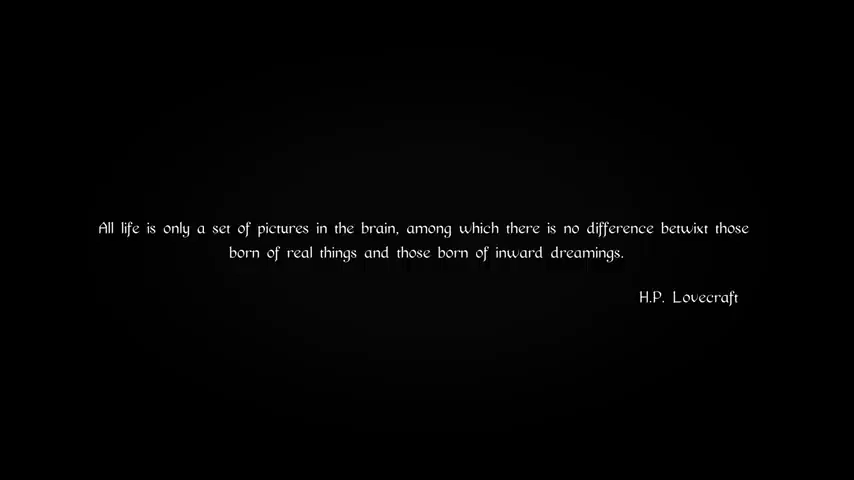 All life is only a set of pictures in the brain, among which there is no difference betwixt those
born of real things and those born of inward dreamings.
H.P. Lovecraft